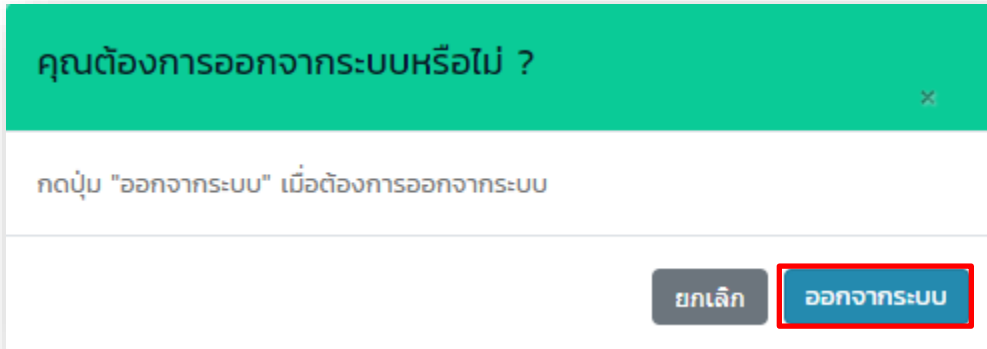 คุณต้องการออกจากระบบหรือไม่ ?
×
กดปุ่ม "ออกจากระบบ" เมื่อต้องการออกจากระบบ
ยกเลิก ออกจากระบบ